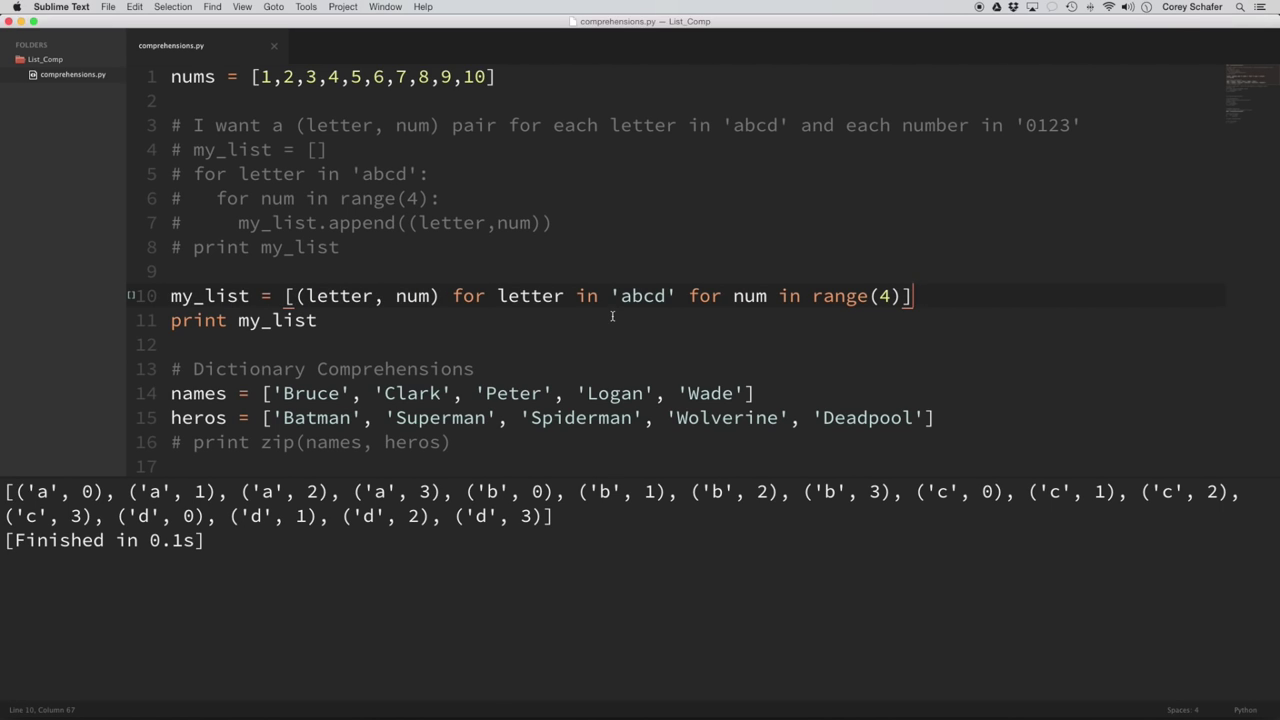 Sublime Text File Edit Selection Find View Goto Tools Project Window Help Corey Schafer
comprehensions.py — List_Comp
FOLDERS
List_Comp
comprehensions.py
comprehensions.py
1 nums = [1,2,3,4,5,6,7,8,9,10]
2
3 # I want a (letter, num) pair for each letter in 'abcd' and each number in '0123'
4 # my_list = []
5 # for letter in 'abcd':
6 #   for num in range(4):
7 #     my_list.append((letter,num))
8 # print my_list
9
10 my_list = [(letter, num) for letter in 'abcd' for num in range(4)]
11 print my_list
12
13 # Dictionary Comprehensions
14 names = ['Bruce', 'Clark', 'Peter', 'Logan', 'Wade']
15 heros = ['Batman', 'Superman', 'Spiderman', 'Wolverine', 'Deadpool']
16 # print zip(names, heros)
17
[('a', 0), ('a', 1), ('a', 2), ('a', 3), ('b', 0), ('b', 1), ('b', 2), ('b', 3), ('c', 0), ('c', 1), ('c', 2),
('c', 3), ('d', 0), ('d', 1), ('d', 2), ('d', 3)]
[Finished in 0.1s]
Line 10, Column 67 Spaces: 4 Python